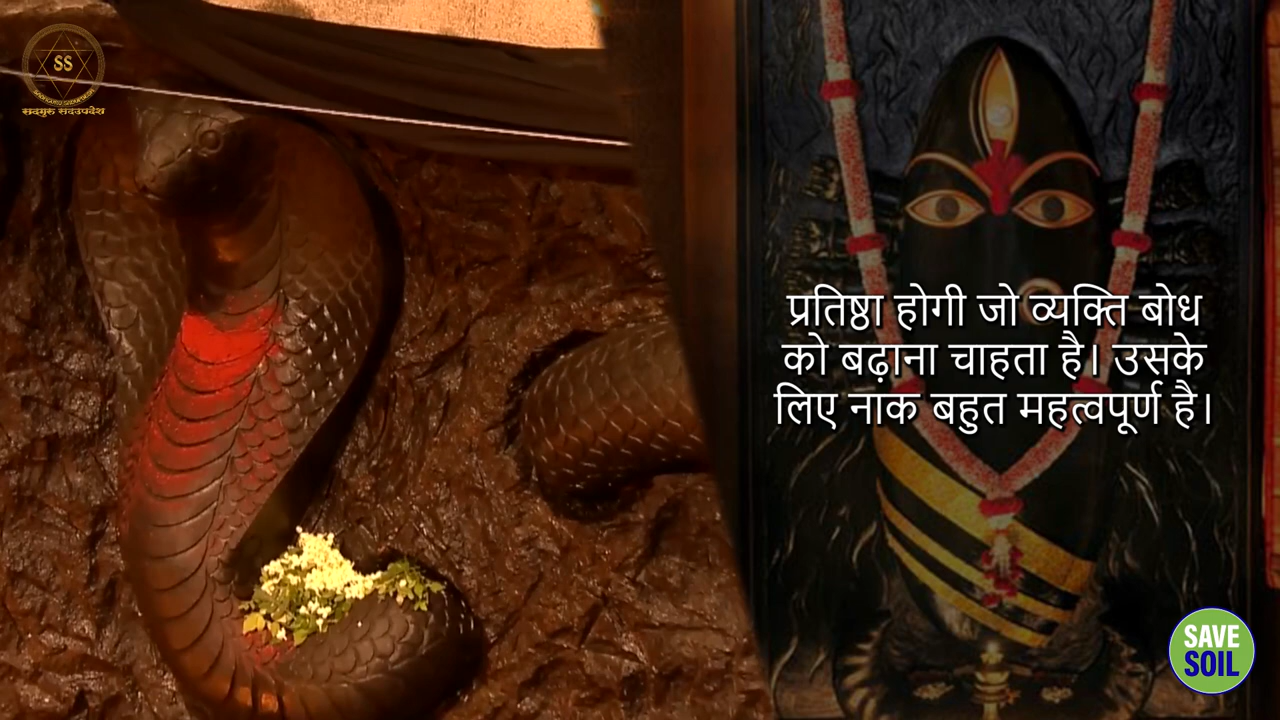 SS
सद्गुरु सदउपदेश
प्रतिष्ठा होगी जो व्यक्ति बोध
को बढ़ाना चाहता है। उसके
लिए नाक बहुत महत्वपूर्ण है।
SAVE
SOIL